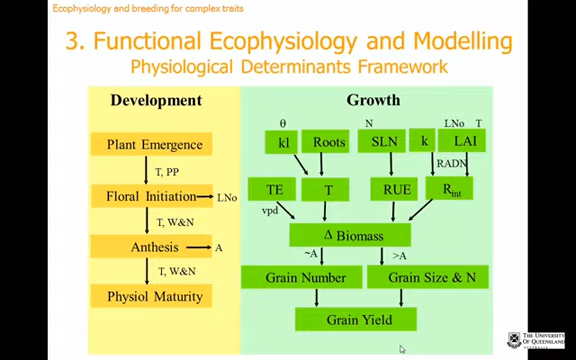 Ecophysiology and breeding for complex traits
3. Functional Ecophysiology and Modelling
Physiological Determinants Framework
Development
Plant Emergence
T, PP
Floral Initiation
LNo
T, W&N
Anthesis
A
T, W&N
Physiol Maturity
Growth
θ N LNo T
kl Roots SLN k LAI
RADN
TE T RUE Rint
vpd
Δ Biomass
~A >A
Grain Number Grain Size & N
Grain Yield
THE UNIVERSITY
OF QUEENSLAND
AUSTRALIA